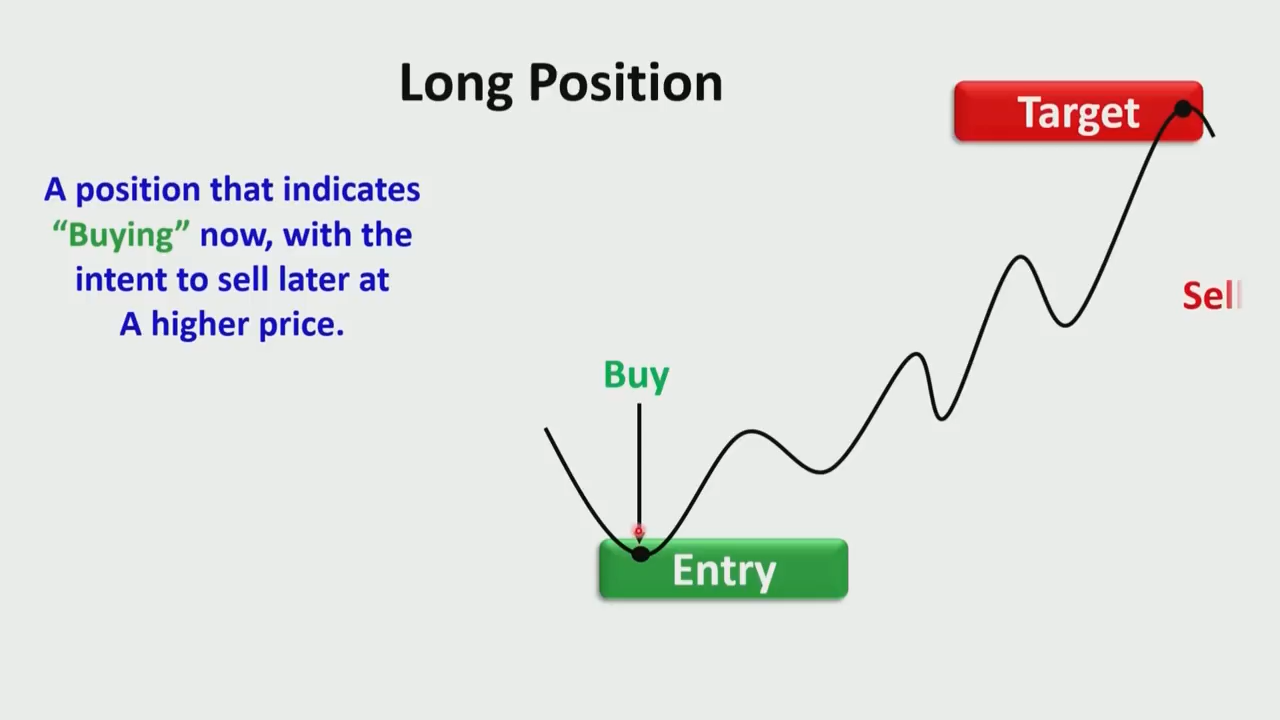 Long Position
Target
A position that indicates
“Buying” now, with the
intent to sell later at
A higher price.
Sell
Buy
Entry